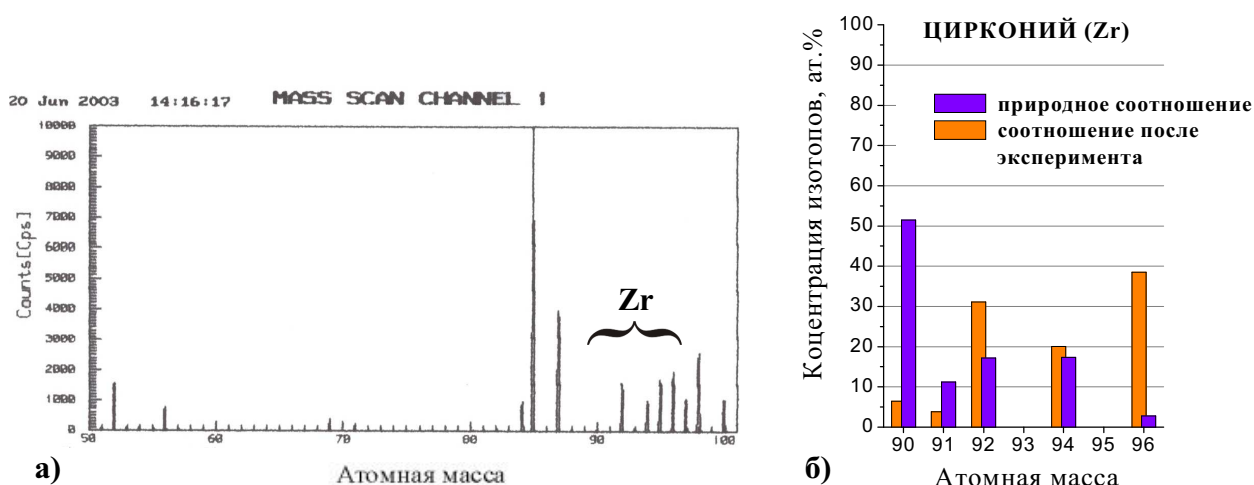 20 Jun 2003 14:16:17 MASS SCAN CHANNEL 1
Counts[Cps]
10000
9000
8000
7000
6000
5000
4000
3000
2000
1000
0
50 60 70 80 90 100
Zr
Атомная масса
а)
ЦИРКОНИЙ (Zr)
природное соотношение
соотношение после
эксперимента
Коцентрация изотопов, ат.%
100
90
80
70
60
50
40
30
20
10
0
90 91 92 93 94 95 96
Атомная масса
б)